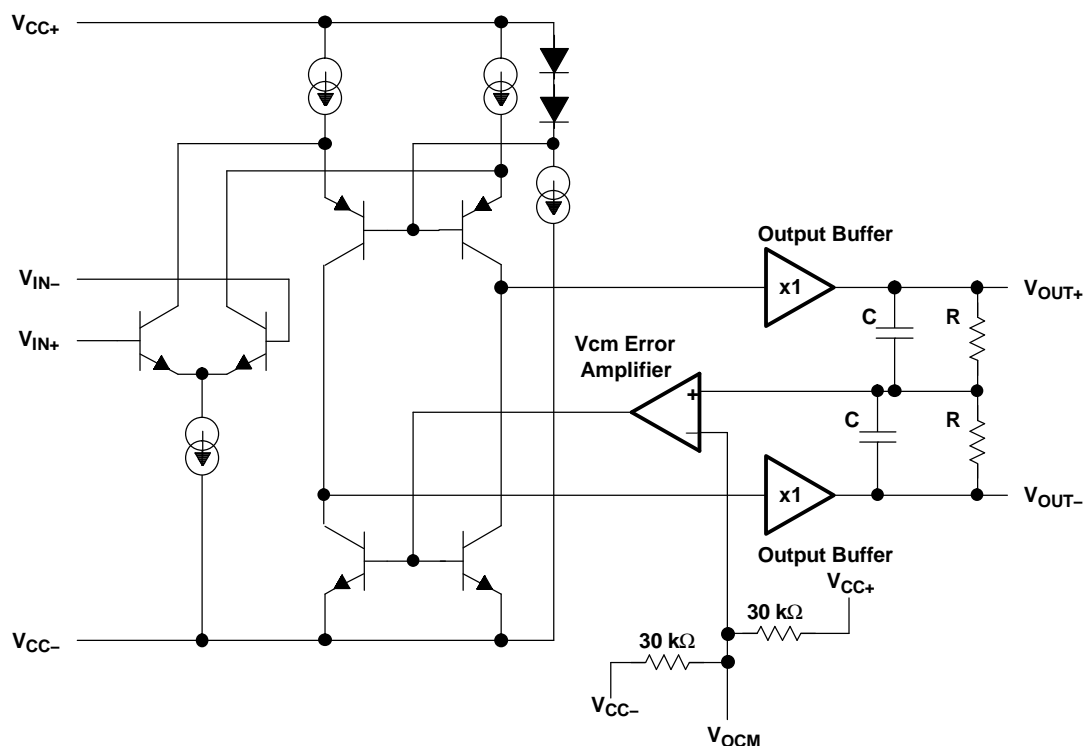 VCC+
Output Buffer
VIN–
x1
VOUT+
C
R
VIN+
Vcm Error
Amplifier
+
–
C
R
x1
VOUT–
Output Buffer
VCC+
30 kΩ
VCC–
30 kΩ
VCC–
VOCM